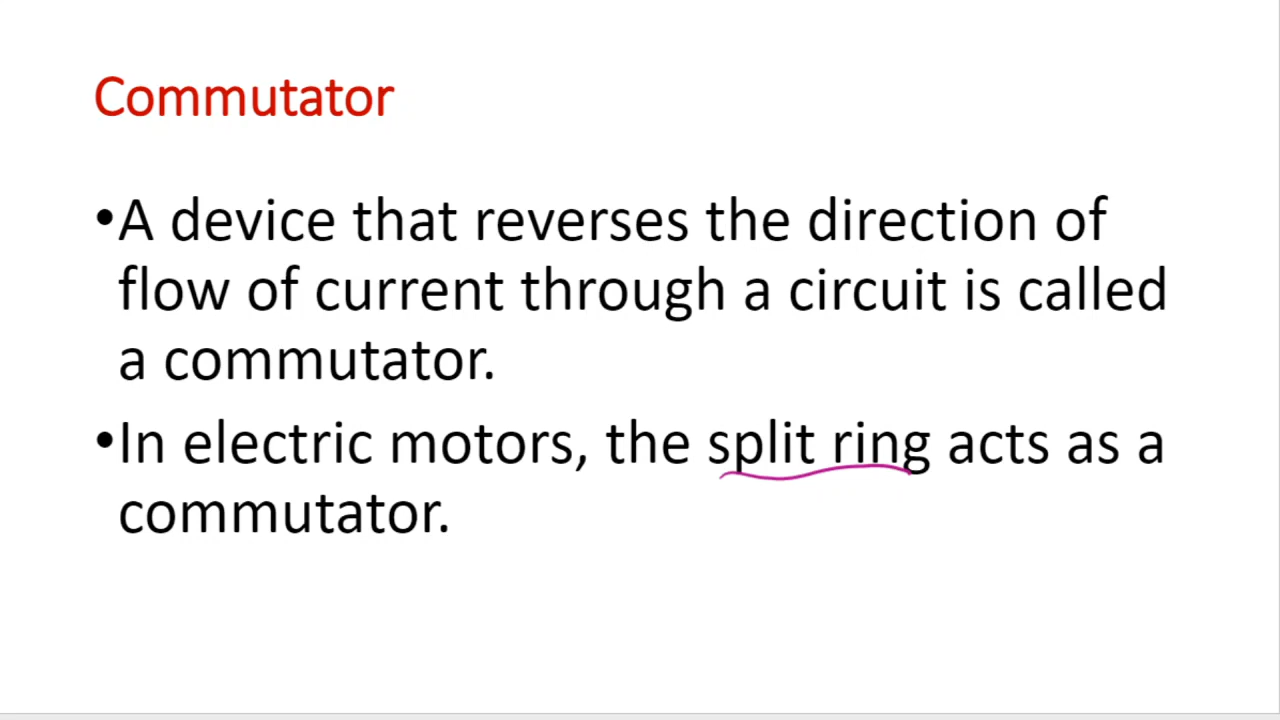 Commutator
•A device that reverses the direction of
flow of current through a circuit is called
a commutator.
•In electric motors, the split ring acts as a
commutator.